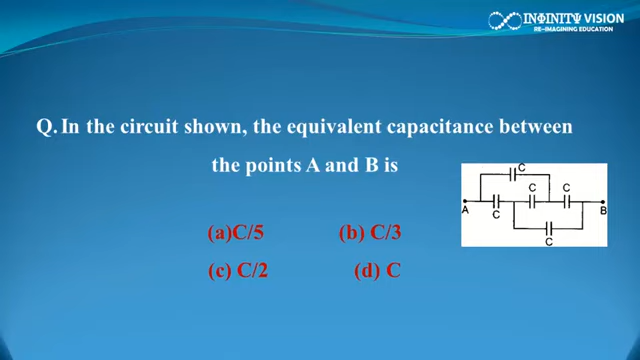 INFINITY VISION
RE-IMAGINING EDUCATION
Q. In the circuit shown, the equivalent capacitance between
the points A and B is
(a)C/5 (b) C/3
(c) C/2 (d) C
C
C C
A C B
C